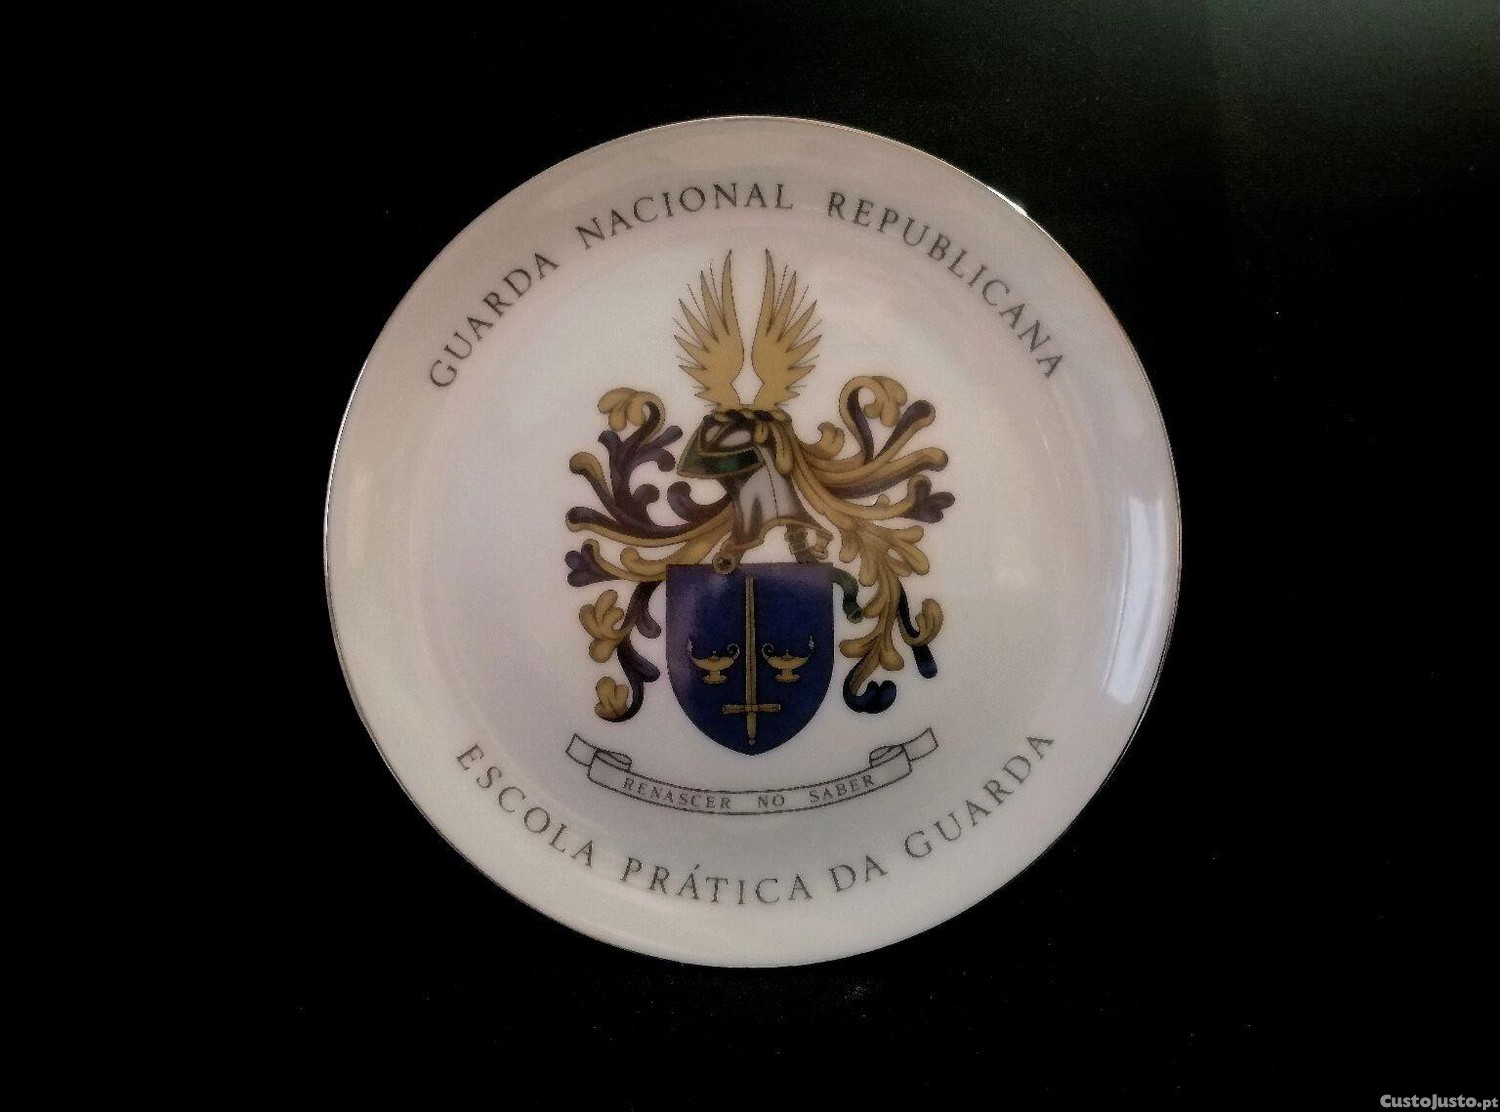 GUARDA NACIONAL REPUBLICANA
RENASCER NO SABER
ESCOLA PRÁTICA DA GUARDA
CustoJusto.pt